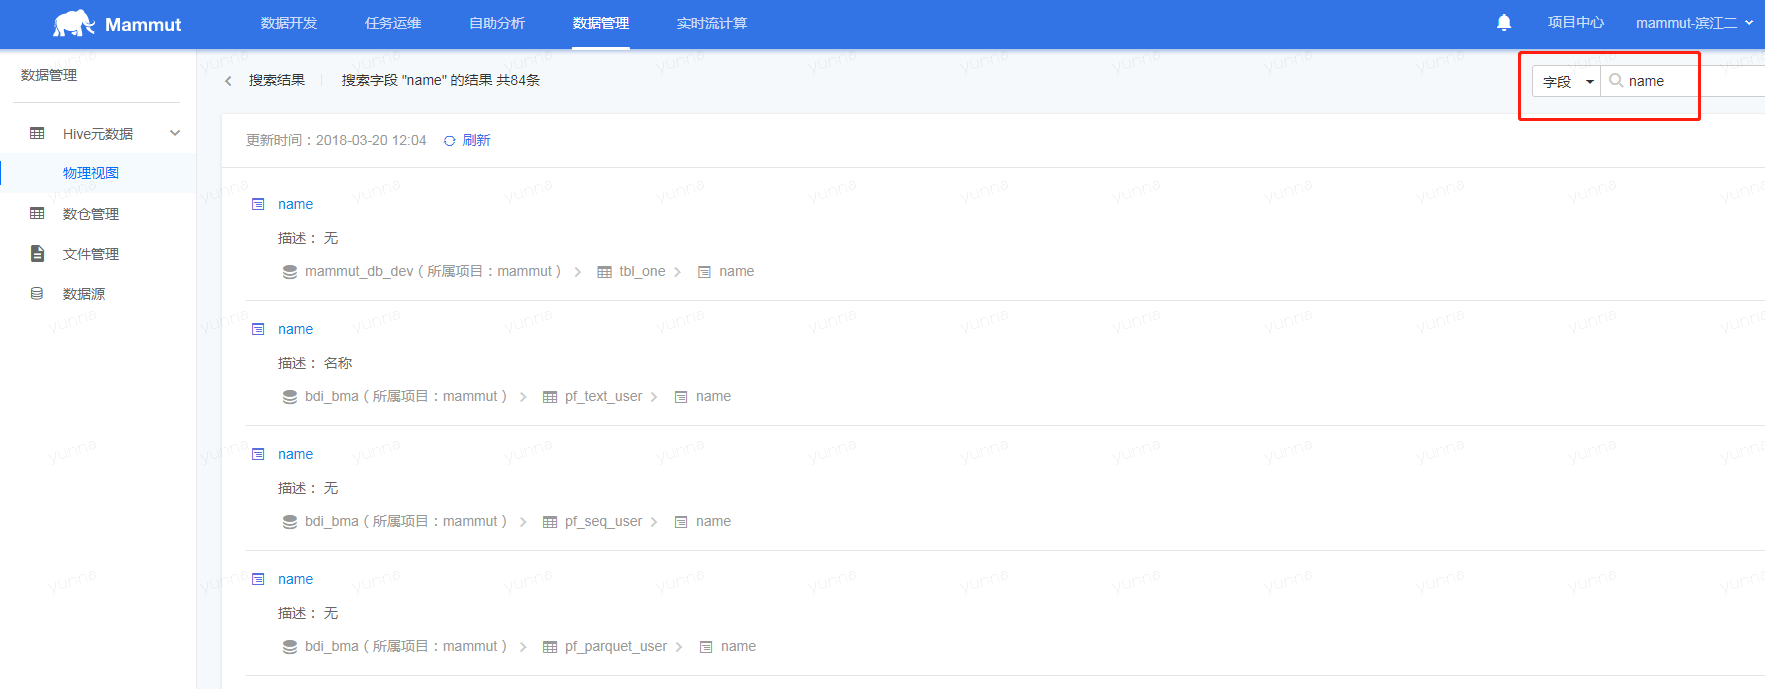 Mammut 数据开发 任务运维 自助分析 数据管理 实时流计算 项目中心 mammut-滨江二
数据管理
搜索结果 搜索字段 "name" 的结果 共84条
字段 name
Hive元数据
物理视图
数仓管理
文件管理
数据源
更新时间：2018-03-20 12:04 刷新
name
描述： 无
mammut_db_dev（所属项目：mammut） tbl_one name
name
描述： 名称
bdi_bma（所属项目：mammut） pf_text_user name
name
描述： 无
bdi_bma（所属项目：mammut） pf_seq_user name
name
描述： 无
bdi_bma（所属项目：mammut） pf_parquet_user name
yunna